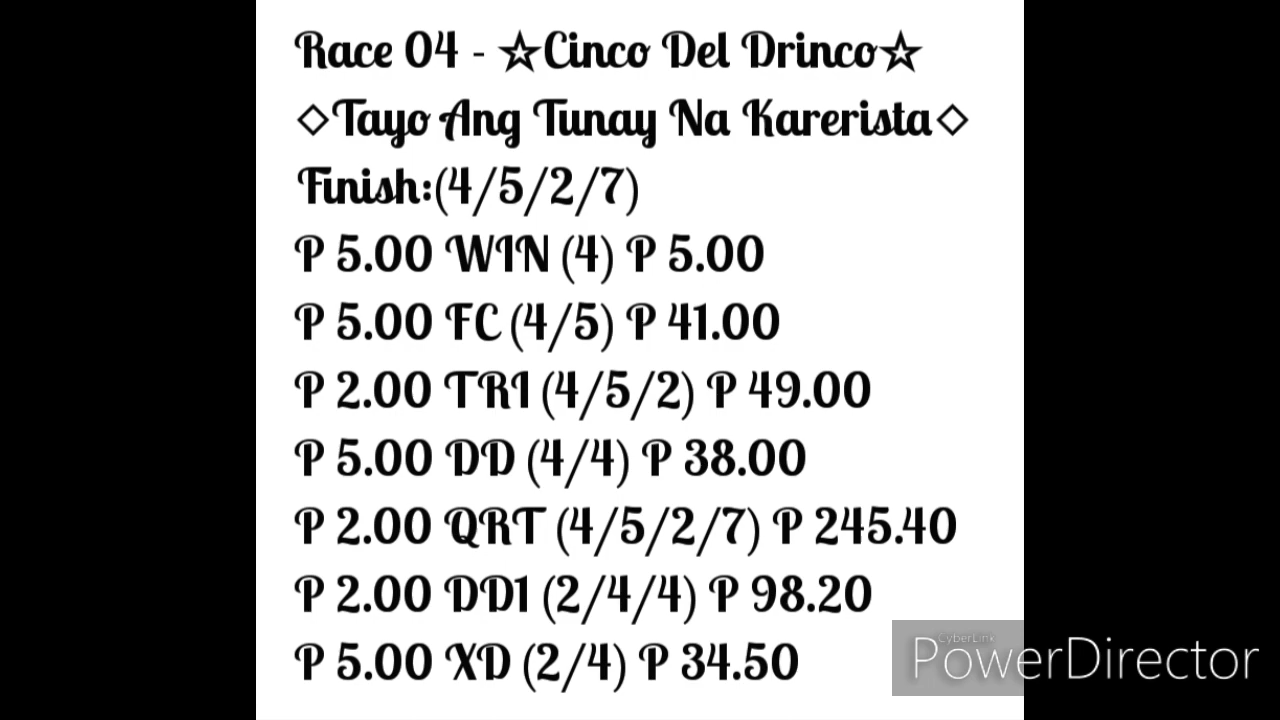 Race 04 - ☆Cinco Del Drinco☆
◇Tayo Ang Tunay Na Karerista◇
Finish:(4/5/2/7)
₱ 5.00 WIN (4) ₱ 5.00
₱ 5.00 FC (4/5) ₱ 41.00
₱ 2.00 TRI (4/5/2) ₱ 49.00
₱ 5.00 DD (4/4) ₱ 38.00
₱ 2.00 QRT (4/5/2/7) ₱ 245.40
₱ 2.00 DD1 (2/4/4) ₱ 98.20
₱ 5.00 XD (2/4) ₱ 34.50
CyberLink
PowerDirector